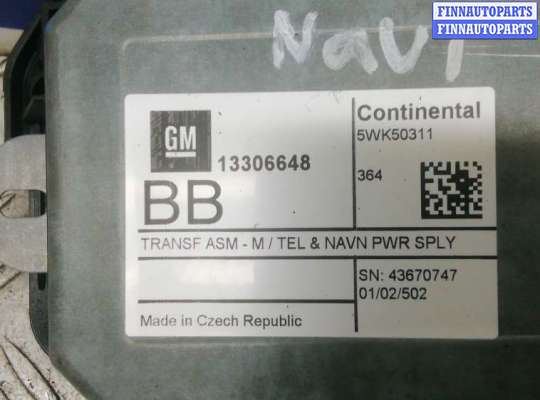 FINNAUTOPARTS
FINNAUTOPARTS
NaVI
GM
13306648
BB
Continental
5WK50311
364
TRANSF ASM - M / TEL & NAVN PWR SPLY
SN: 43670747
01/02/502
Made in Czech Republic